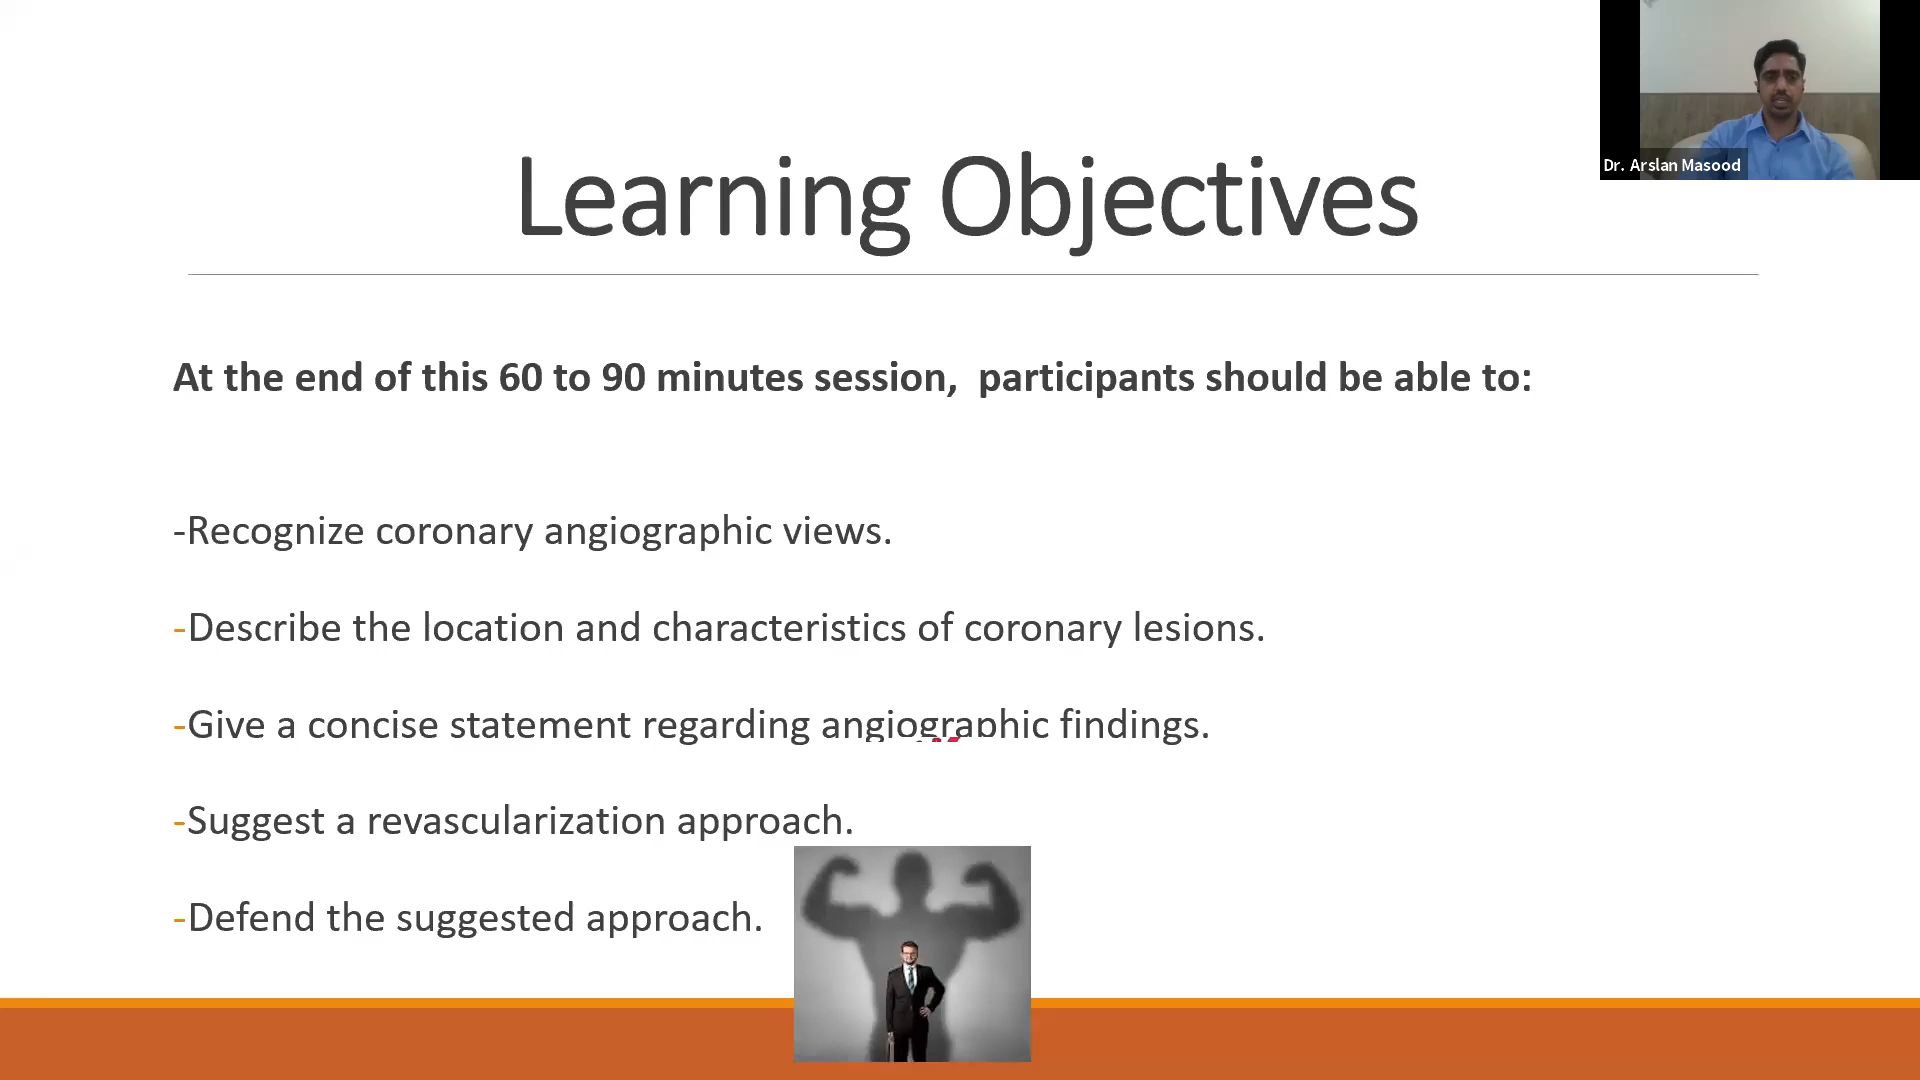 Dr. Arslan Masood
Learning Objectives
At the end of this 60 to 90 minutes session,  participants should be able to:
-Recognize coronary angiographic views.
-Describe the location and characteristics of coronary lesions.
-Give a concise statement regarding angiographic findings.
-Suggest a revascularization approach.
-Defend the suggested approach.